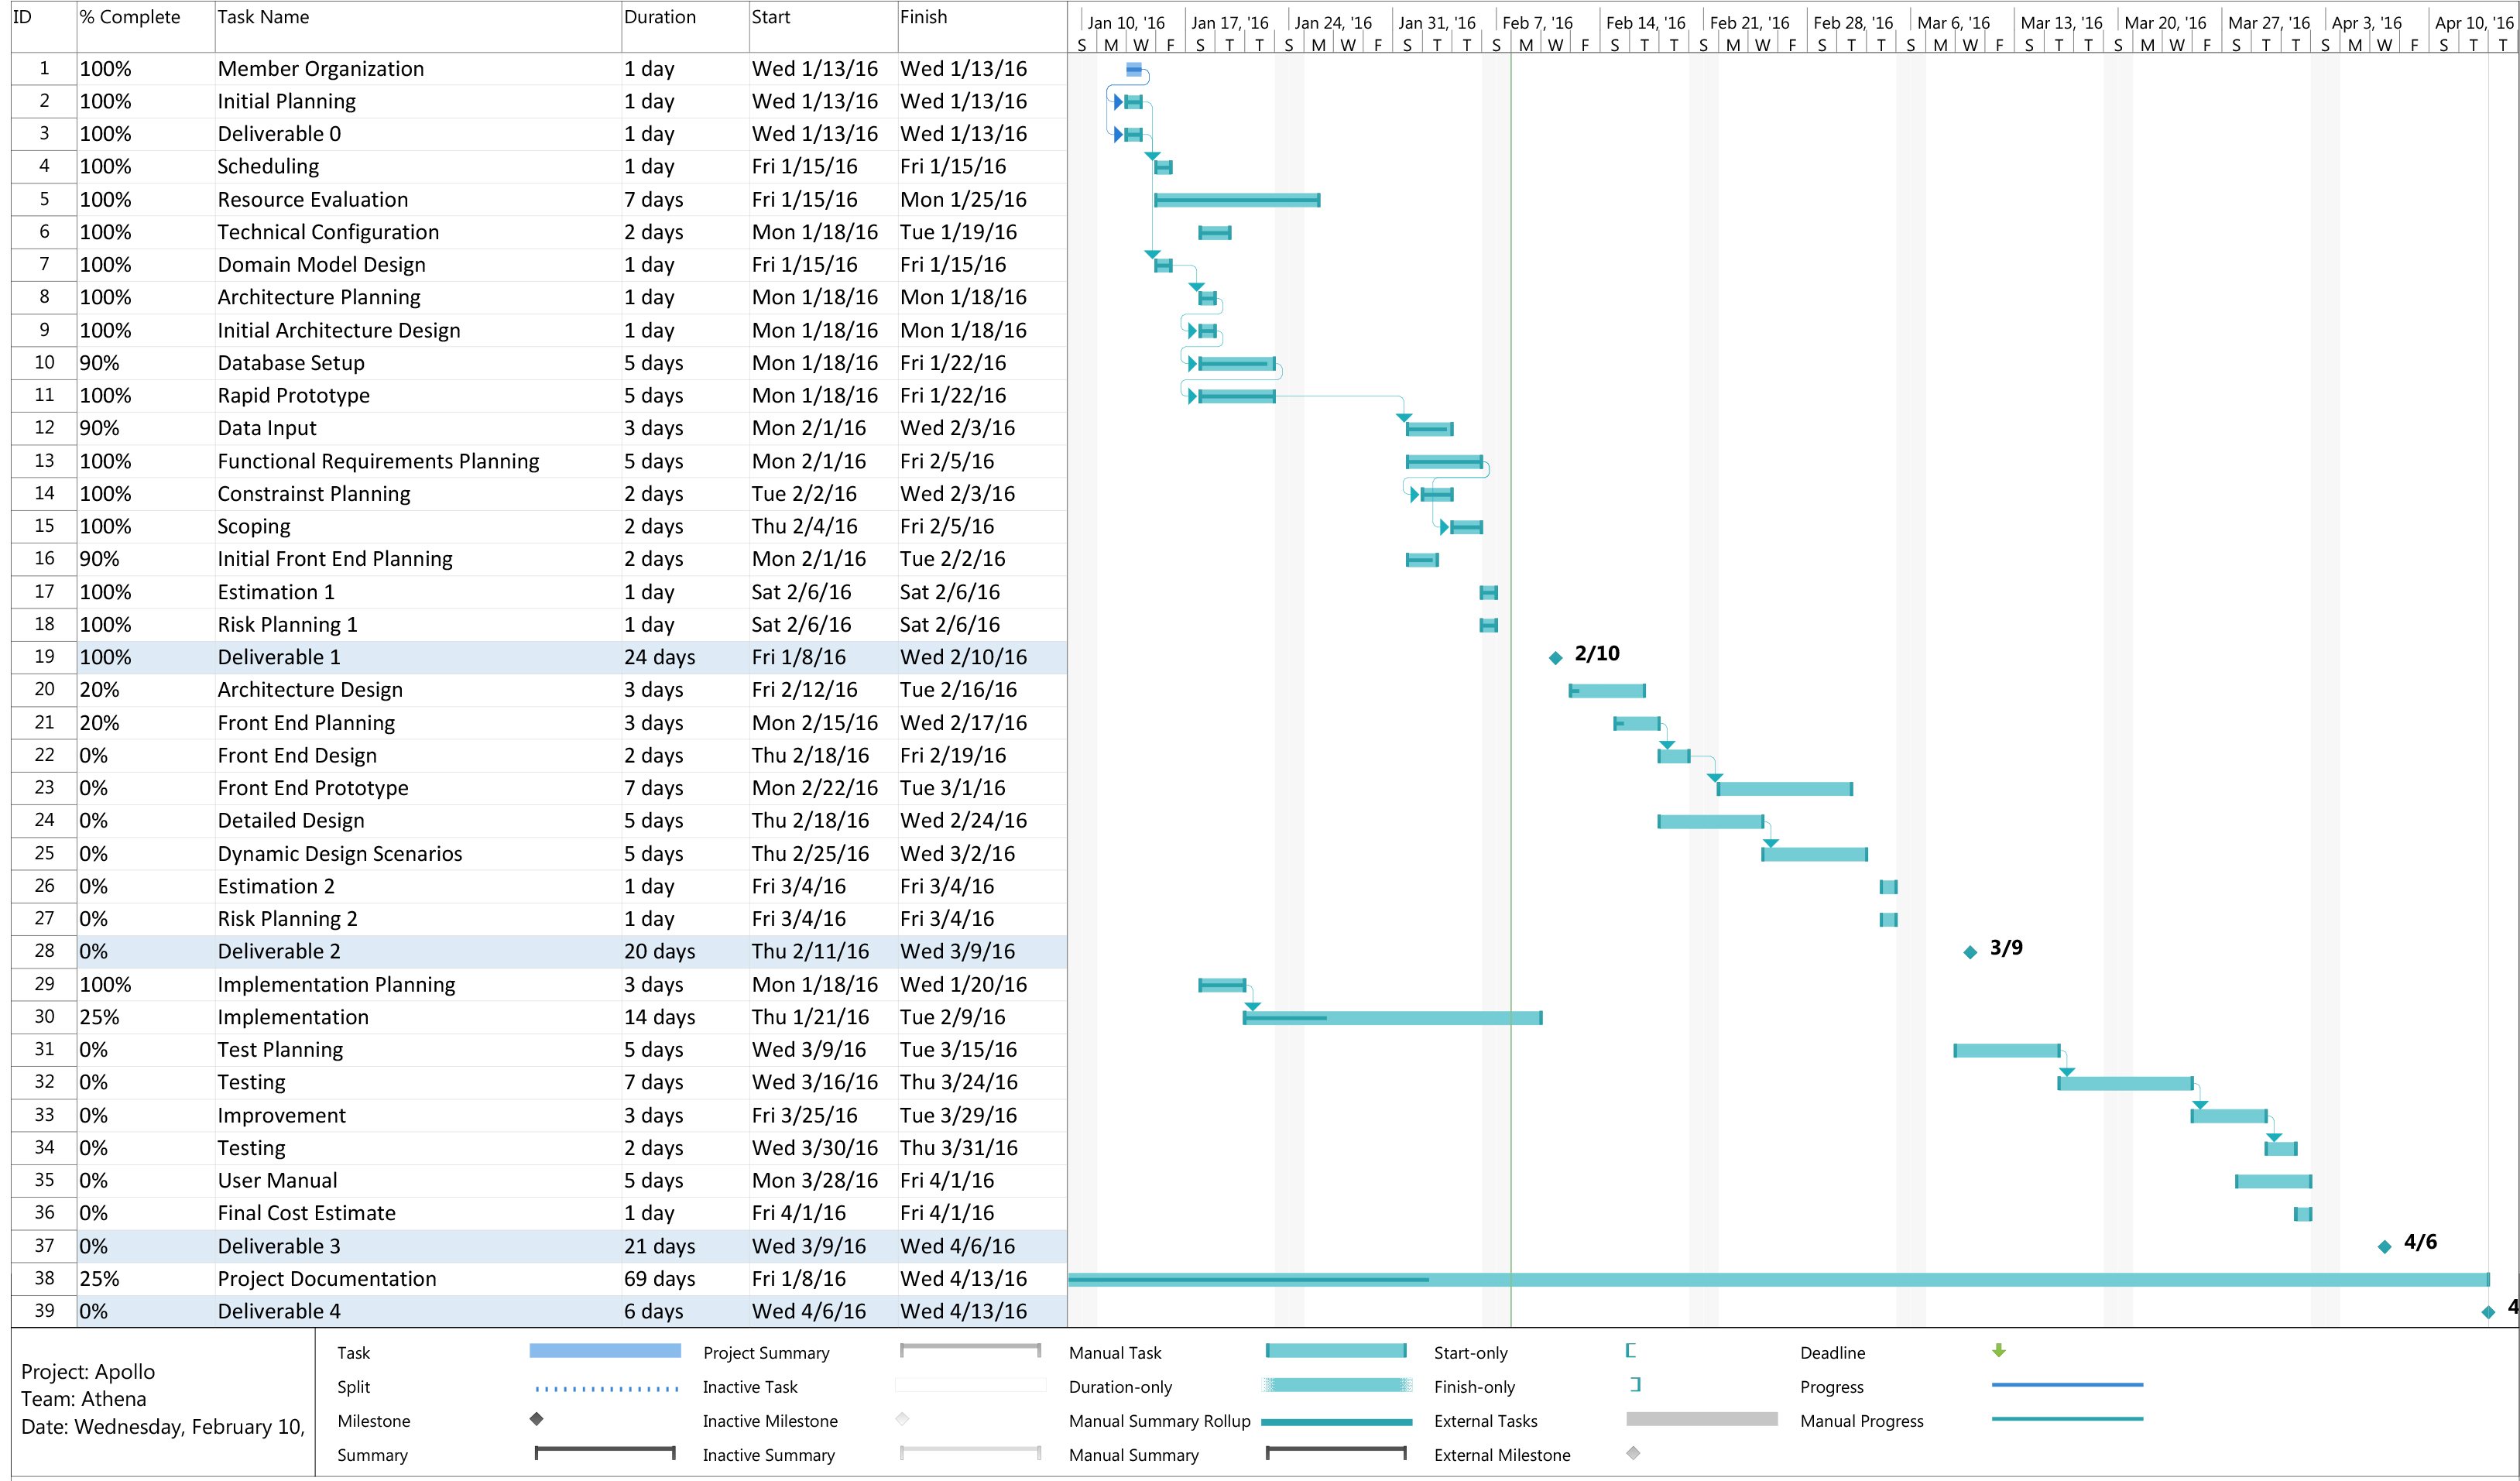 ID % Complete Task Name Duration Start Finish Jan 10, '16 Jan 17, '16 Jan 24, '16 Jan 31, '16 Feb 7, '16 Feb 14, '16 Feb 21, '16 Feb 28, '16 Mar 6, '16 Mar 13, '16 Mar 20, '16 Mar 27, '16 Apr 3, '16 Apr 10, '16
S M W F S T T S M W F S T T S M W F S T T S M W F S T T S M W F S T T S M W F S T T S M W F S T T
1 100% Member Organization 1 day Wed 1/13/16 Wed 1/13/16
2 100% Initial Planning 1 day Wed 1/13/16 Wed 1/13/16
3 100% Deliverable 0 1 day Wed 1/13/16 Wed 1/13/16
4 100% Scheduling 1 day Fri 1/15/16 Fri 1/15/16
5 100% Resource Evaluation 7 days Fri 1/15/16 Mon 1/25/16
6 100% Technical Configuration 2 days Mon 1/18/16 Tue 1/19/16
7 100% Domain Model Design 1 day Fri 1/15/16 Fri 1/15/16
8 100% Architecture Planning 1 day Mon 1/18/16 Mon 1/18/16
9 100% Initial Architecture Design 1 day Mon 1/18/16 Mon 1/18/16
10 90% Database Setup 5 days Mon 1/18/16 Fri 1/22/16
11 100% Rapid Prototype 5 days Mon 1/18/16 Fri 1/22/16
12 90% Data Input 3 days Mon 2/1/16 Wed 2/3/16
13 100% Functional Requirements Planning 5 days Mon 2/1/16 Fri 2/5/16
14 100% Constrainst Planning 2 days Tue 2/2/16 Wed 2/3/16
15 100% Scoping 2 days Thu 2/4/16 Fri 2/5/16
16 90% Initial Front End Planning 2 days Mon 2/1/16 Tue 2/2/16
17 100% Estimation 1 1 day Sat 2/6/16 Sat 2/6/16
18 100% Risk Planning 1 1 day Sat 2/6/16 Sat 2/6/16
19 100% Deliverable 1 24 days Fri 1/8/16 Wed 2/10/16 2/10
20 20% Architecture Design 3 days Fri 2/12/16 Tue 2/16/16
21 20% Front End Planning 3 days Mon 2/15/16 Wed 2/17/16
22 0% Front End Design 2 days Thu 2/18/16 Fri 2/19/16
23 0% Front End Prototype 7 days Mon 2/22/16 Tue 3/1/16
24 0% Detailed Design 5 days Thu 2/18/16 Wed 2/24/16
25 0% Dynamic Design Scenarios 5 days Thu 2/25/16 Wed 3/2/16
26 0% Estimation 2 1 day Fri 3/4/16 Fri 3/4/16
27 0% Risk Planning 2 1 day Fri 3/4/16 Fri 3/4/16
28 0% Deliverable 2 20 days Thu 2/11/16 Wed 3/9/16 3/9
29 100% Implementation Planning 3 days Mon 1/18/16 Wed 1/20/16
30 25% Implementation 14 days Thu 1/21/16 Tue 2/9/16
31 0% Test Planning 5 days Wed 3/9/16 Tue 3/15/16
32 0% Testing 7 days Wed 3/16/16 Thu 3/24/16
33 0% Improvement 3 days Fri 3/25/16 Tue 3/29/16
34 0% Testing 2 days Wed 3/30/16 Thu 3/31/16
35 0% User Manual 5 days Mon 3/28/16 Fri 4/1/16
36 0% Final Cost Estimate 1 day Fri 4/1/16 Fri 4/1/16
37 0% Deliverable 3 21 days Wed 3/9/16 Wed 4/6/16 4/6
38 25% Project Documentation 69 days Fri 1/8/16 Wed 4/13/16
39 0% Deliverable 4 6 days Wed 4/6/16 Wed 4/13/16 4
Project: Apollo
Team: Athena
Date: Wednesday, February 10,
Task Project Summary Manual Task Start-only Deadline
Split Inactive Task Duration-only Finish-only Progress
Milestone Inactive Milestone Manual Summary Rollup External Tasks Manual Progress
Summary Inactive Summary Manual Summary External Milestone